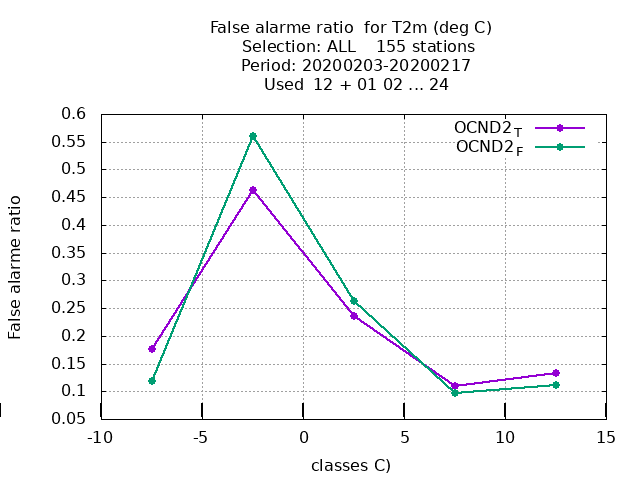 False alarme ratio  for T2m (deg C)
Selection: ALL    155 stations
Period: 20200203-20200217
Used  12 + 01 02 ... 24
OCND2T
OCND2F
0.6
0.55
0.5
0.45
0.4
0.35
0.3
0.25
0.2
0.15
0.1
0.05
False alarme ratio
-10
-5
0
5
10
15
classes C)